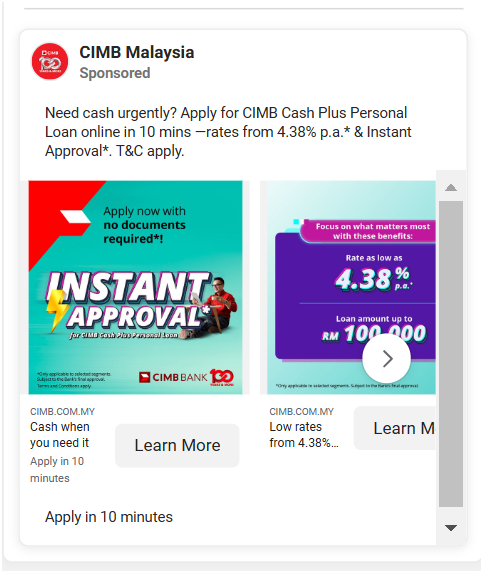 CIMB
100
CIMB Malaysia
Sponsored
Need cash urgently? Apply for CIMB Cash Plus Personal
Loan online in 10 mins —rates from 4.38% p.a.* & Instant
Approval*. T&C apply.
Apply now with
no documents
required*!
INSTANT
APPROVAL*
for CIMB Cash Plus Personal Loan
*Only applicable to selected segments.
Subject to the Bank's final approval.
Terms and Conditions apply.
CIMB BANK 100
Focus on what matters most
with these benefits:
Rate as low as
4.38% p.a.*
Loan amount up to
RM 100,000
*Only applicable to selected segments. Subject to the Bank's final approval.
CIMB.COM.MY
Cash when
you need it
Apply in 10
minutes
Learn More
CIMB.COM.MY
Low rates
from 4.38%...
Learn M
Apply in 10 minutes